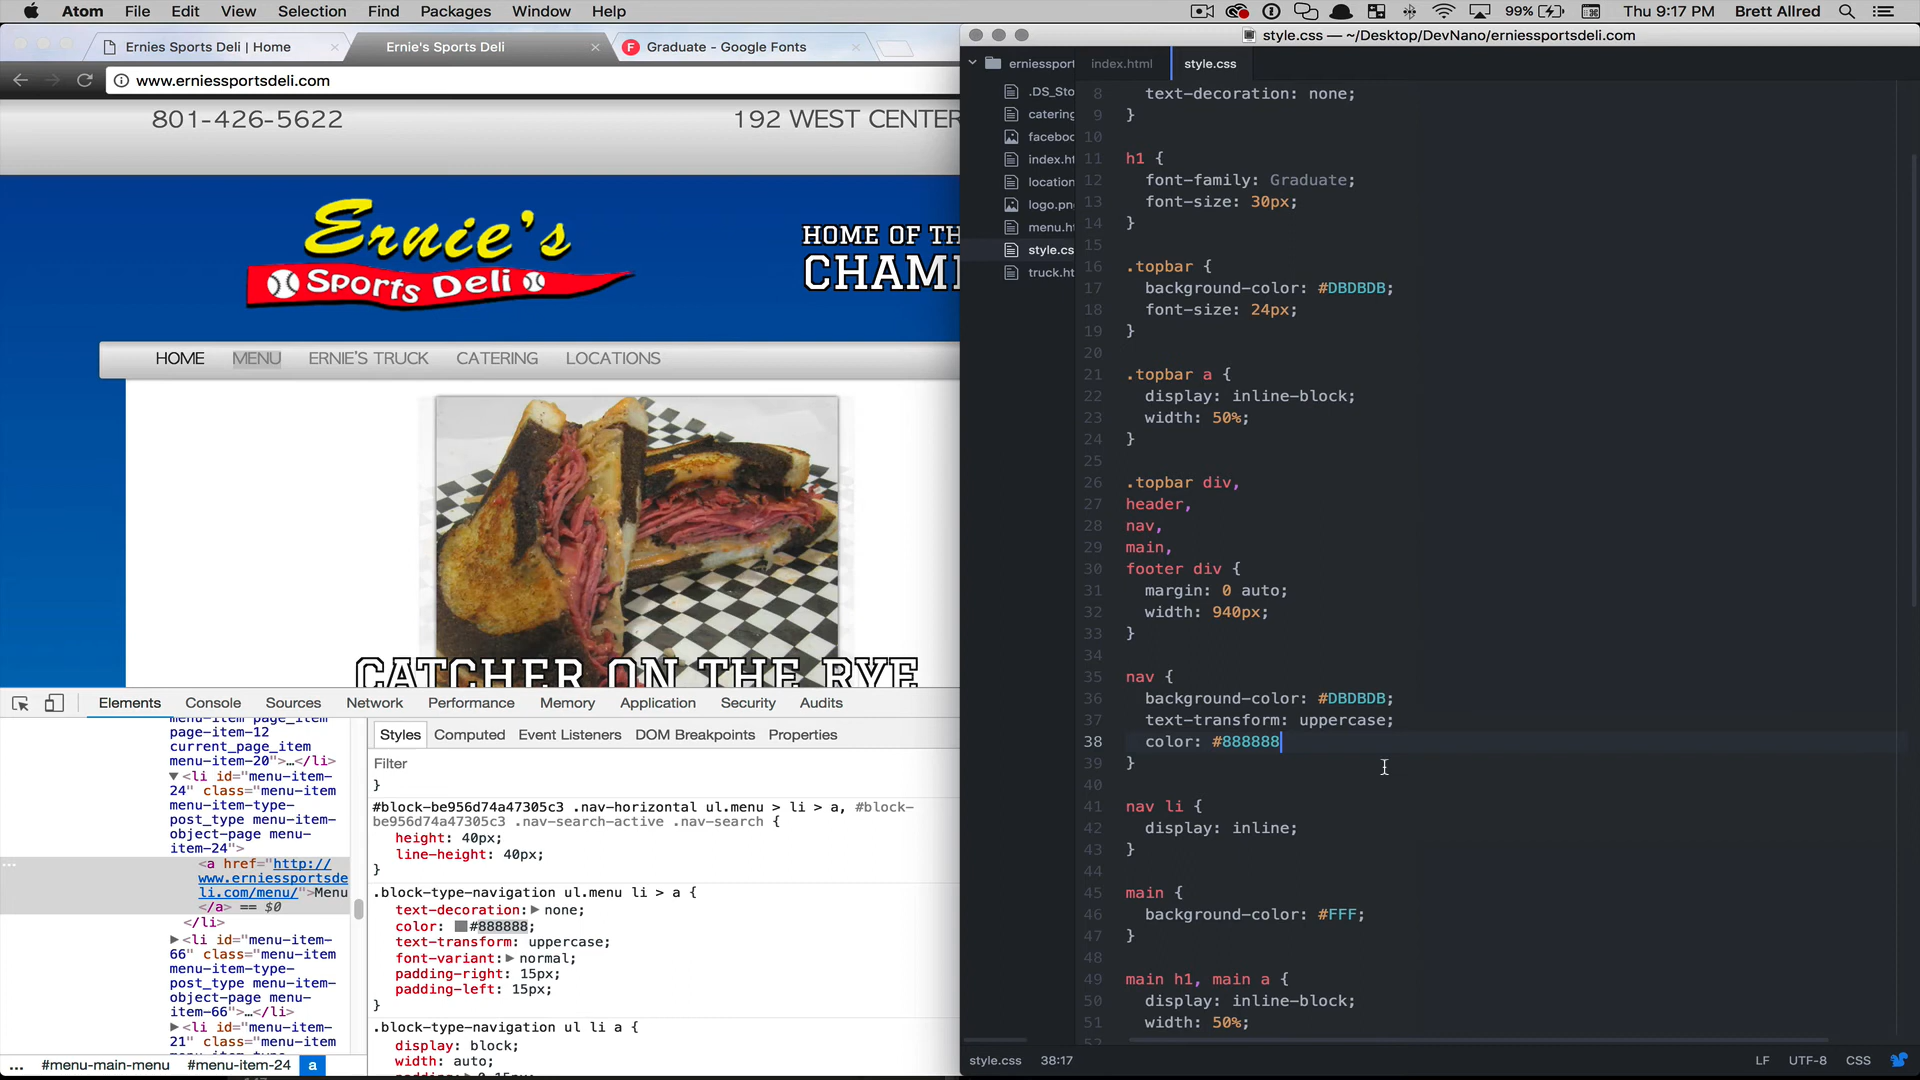 Atom File Edit View Selection Find Packages Window Help 99% Thu 9:17 PM Brett Allred
Ernies Sports Deli | Home Ernie's Sports Deli Graduate - Google Fonts
www.erniessportsdeli.com
801-426-5622 192 WEST CENTER
Ernie's
Sports Deli
HOME OF TH
CHAM
HOME MENU ERNIE'S TRUCK CATERING LOCATIONS
CATCHER ON THE RYE
Elements Console Sources Network Performance Memory Application Security Audits
menu-item page_item
page-item-12
current_page_item
menu-item-20">…</li>
▼<li id="menu-item-
24" class="menu-item
menu-item-type-
post_type menu-item-
object-page menu-
item-24">
<a href="http://
www.erniessportsde
li.com/menu/">Menu
</a> == $0
</li>
▶<li id="menu-item-
66" class="menu-item
menu-item-type-
post_type menu-item-
object-page menu-
item-66">…</li>
▶<li id="menu-item-
21" class="menu-item
... #menu-main-menu #menu-item-24 a
Styles Computed Event Listeners DOM Breakpoints Properties
Filter
}
#block-be956d74a47305c3 .nav-horizontal ul.menu > li > a, #block-
be956d74a47305c3 .nav-search-active .nav-search {
height: 40px;
line-height: 40px;
}
.block-type-navigation ul.menu li > a {
text-decoration:▶ none;
color: #888888;
text-transform: uppercase;
font-variant:▶ normal;
padding-right: 15px;
padding-left: 15px;
}
.block-type-navigation ul li a {
display: block;
width: auto;
style.css — ~/Desktop/DevNano/erniessportsdeli.com
erniessport
.DS_Sto
catering
faceboo
index.ht
location
logo.pn
menu.ht
style.cs
truck.ht
index.html style.css
8 text-decoration: none;
9 }
10
11 h1 {
12 font-family: Graduate;
13 font-size: 30px;
14 }
15
16 .topbar {
17 background-color: #DBDBDB;
18 font-size: 24px;
19 }
20
21 .topbar a {
22 display: inline-block;
23 width: 50%;
24 }
25
26 .topbar div,
27 header,
28 nav,
29 main,
30 footer div {
31 margin: 0 auto;
32 width: 940px;
33 }
34
35 nav {
36 background-color: #DBDBDB;
37 text-transform: uppercase;
38 color: #888888
39 }
40
41 nav li {
42 display: inline;
43 }
44
45 main {
46 background-color: #FFF;
47 }
48
49 main h1, main a {
50 display: inline-block;
51 width: 50%;
52
style.css 38:17 LF UTF-8 CSS